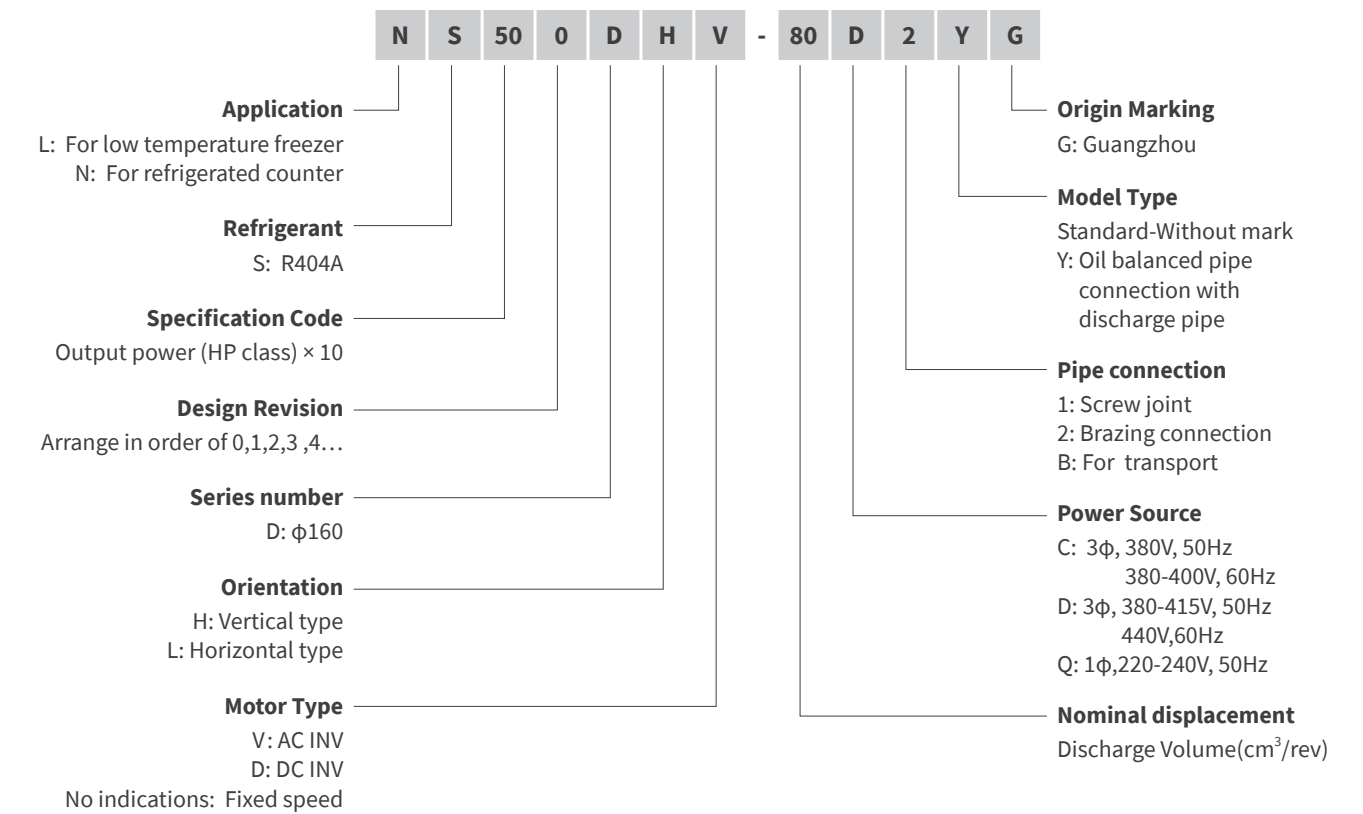 N S 50 0 D H V - 80 D 2 Y G
Application
L: For low temperature freezer
N: For refrigerated counter
Refrigerant
S: R404A
Specification Code
Output power (HP class) × 10
Design Revision
Arrange in order of 0,1,2,3 ,4…
Series number
D: φ160
Orientation
H: Vertical type
L: Horizontal type
Motor Type
V: AC INV
D: DC INV
No indications: Fixed speed
Origin Marking
G: Guangzhou
Model Type
Standard-Without mark
Y: Oil balanced pipe
connection with
discharge pipe
Pipe connection
1: Screw joint
2: Brazing connection
B: For transport
Power Source
C: 3φ, 380V, 50Hz
380-400V, 60Hz
D: 3φ, 380-415V, 50Hz
440V,60Hz
Q: 1φ,220-240V, 50Hz
Nominal displacement
Discharge Volume(cm³/rev)